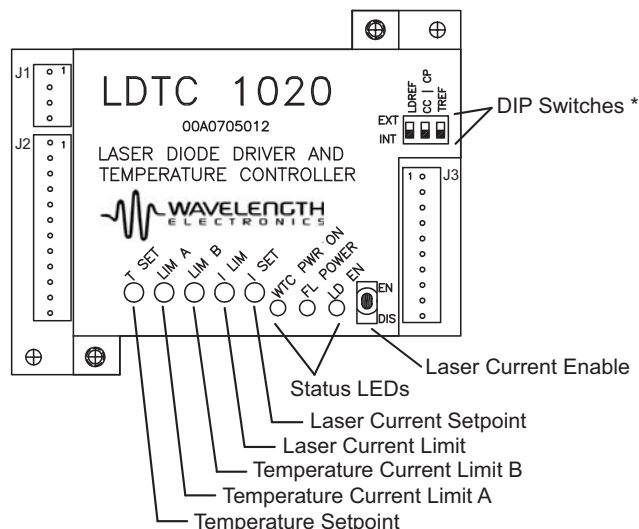 J1
1
LDTC 1020
00A0705012
LDREF
CC | CP
TREF
EXT
INT
DIP Switches *
J2
1
LASER DIODE DRIVER AND
TEMPERATURE CONTROLLER
WAVELENGTH
ELECTRONICS
1
J3
T SET
LIM A
LIM B
I LIM
I SET
WTC PWR ON
FL POWER
LD EN
EN
DIS
Laser Current Enable
Status LEDs
Laser Current Setpoint
Laser Current Limit
Temperature Current Limit B
Temperature Current Limit A
Temperature Setpoint